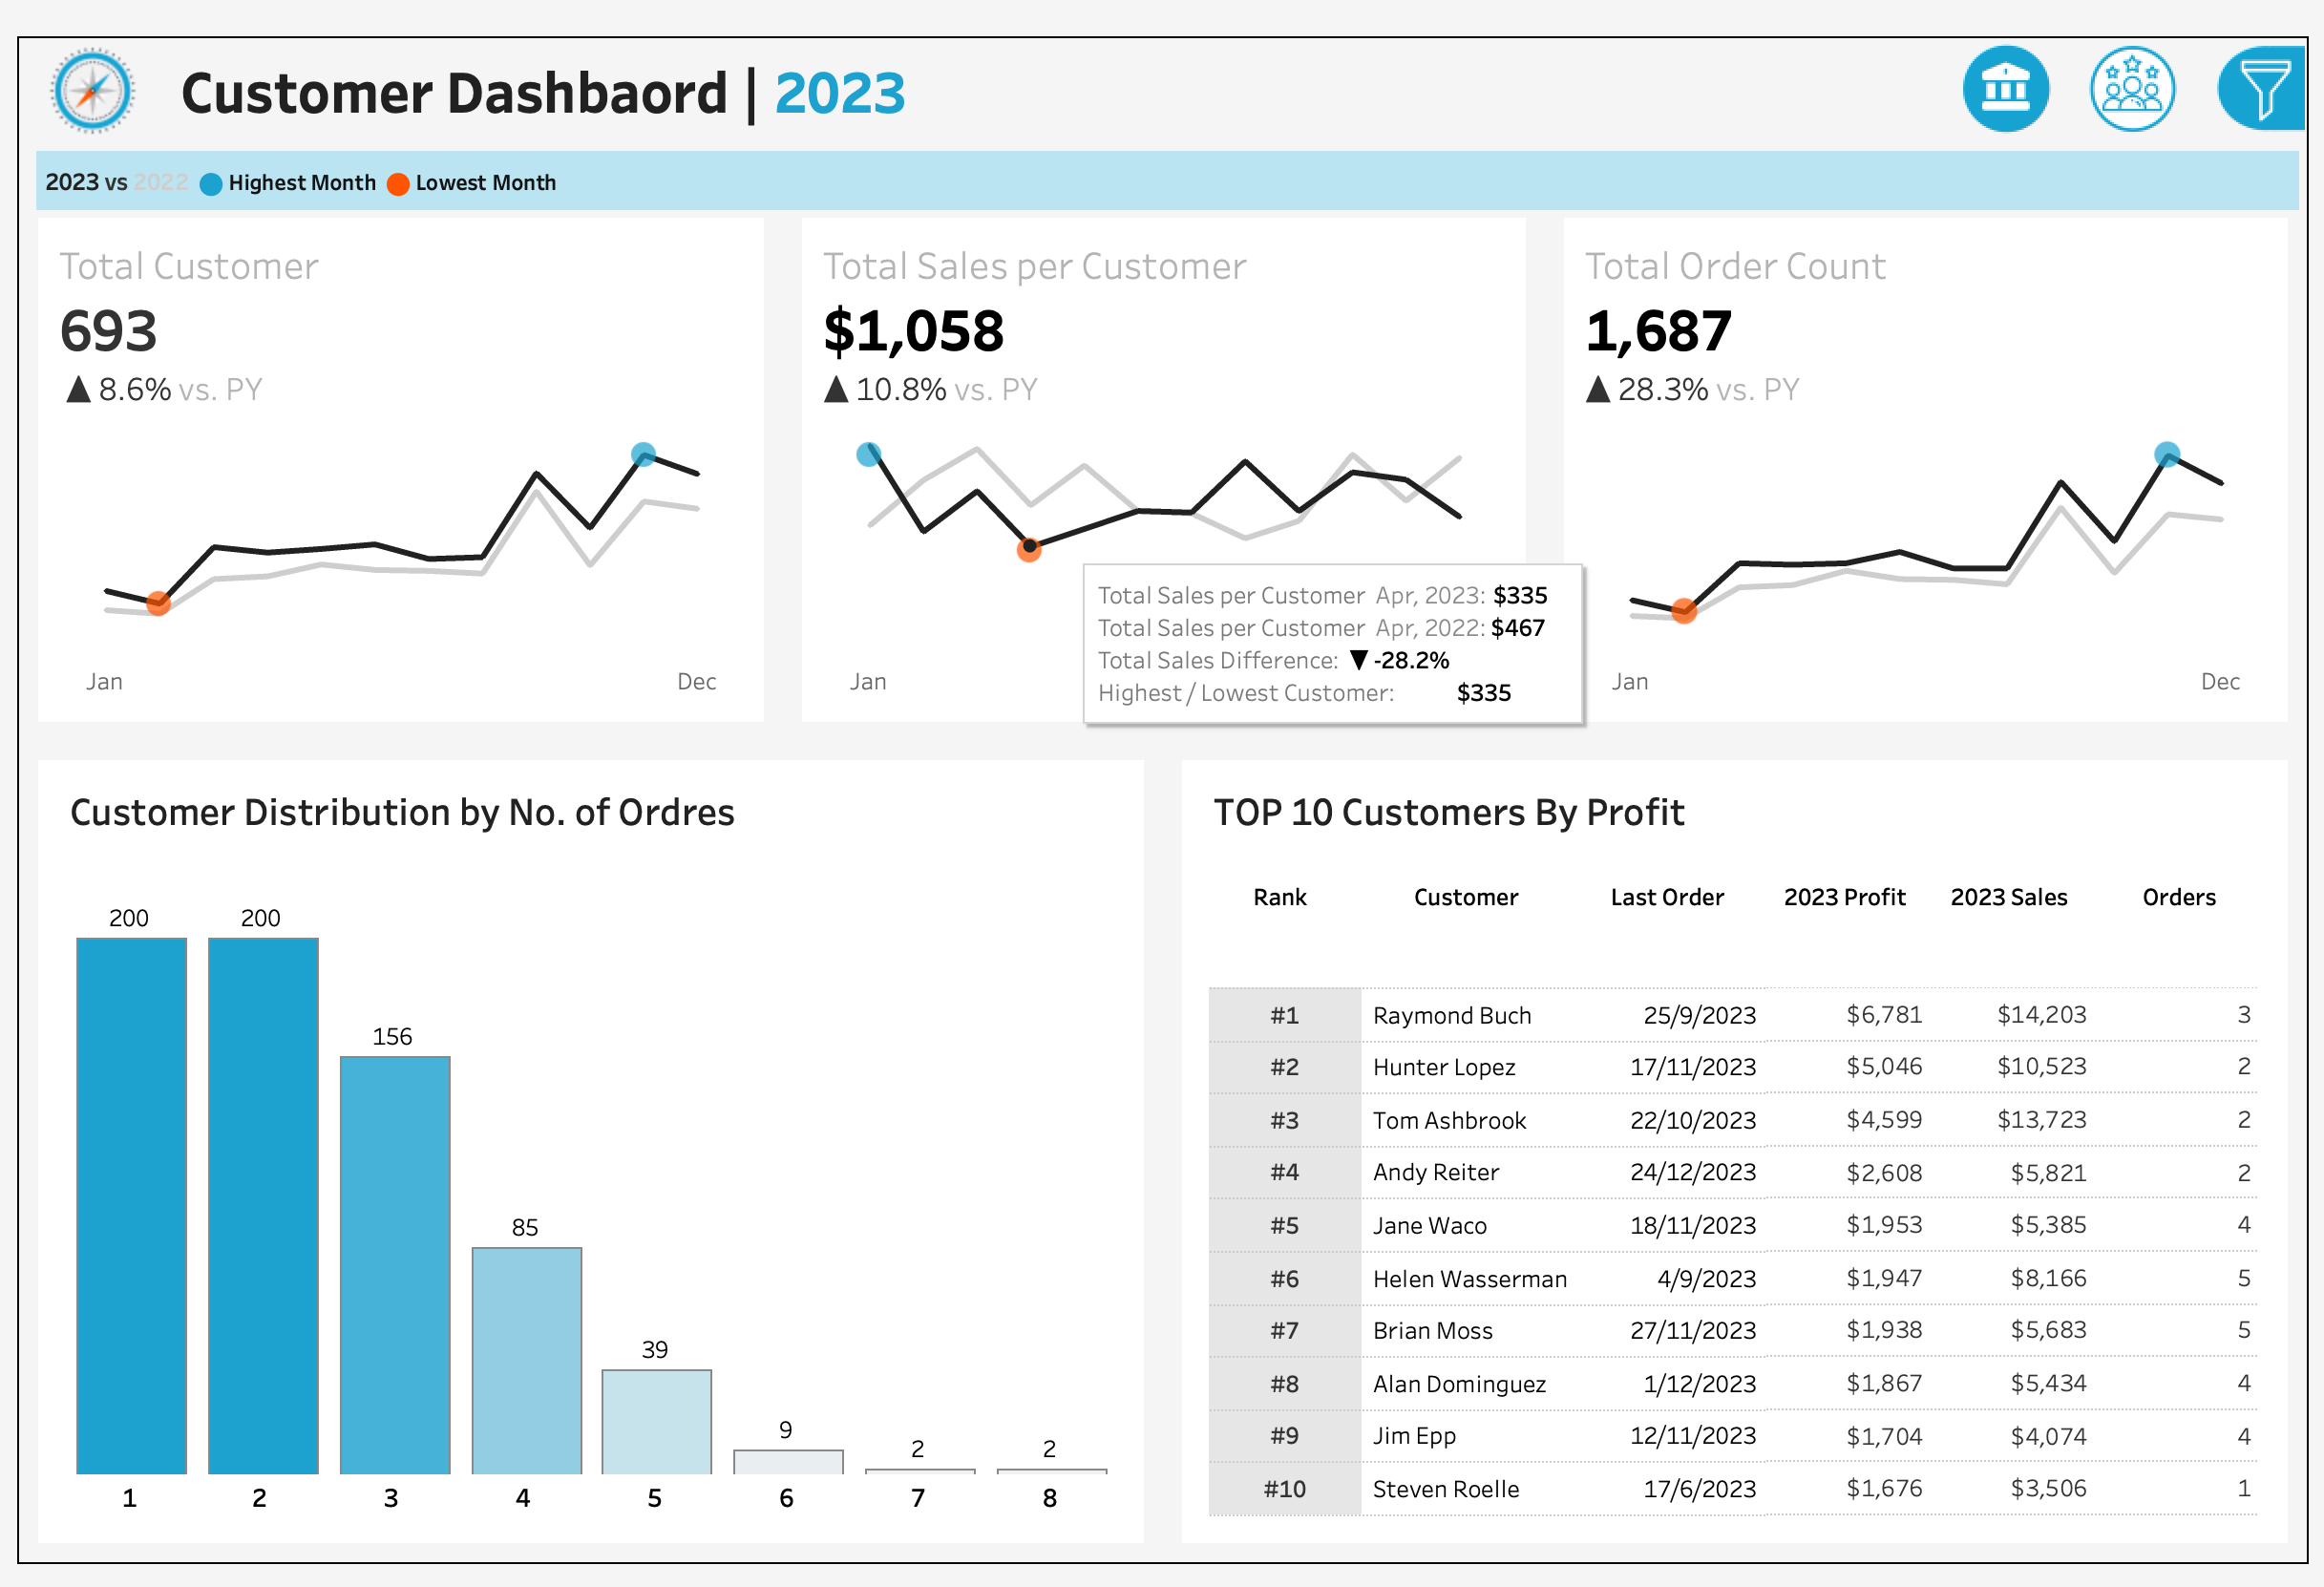 Customer Dashbaord | 2023
2023 vs 2022 Highest Month Lowest Month
Total Customer
693
▲ 8.6% vs. PY
Jan Dec
Total Sales per Customer
$1,058
▲ 10.8% vs. PY
Jan
Total Sales per Customer Apr, 2023: $335
Total Sales per Customer Apr, 2022: $467
Total Sales Difference: ▼ -28.2%
Highest / Lowest Customer: $335
Total Order Count
1,687
▲ 28.3% vs. PY
Jan Dec
Customer Distribution by No. of Ordres
200 200 156 85 39 9 2 2
1 2 3 4 5 6 7 8
TOP 10 Customers By Profit
Rank Customer Last Order 2023 Profit 2023 Sales Orders
#1 Raymond Buch 25/9/2023 $6,781 $14,203 3
#2 Hunter Lopez 17/11/2023 $5,046 $10,523 2
#3 Tom Ashbrook 22/10/2023 $4,599 $13,723 2
#4 Andy Reiter 24/12/2023 $2,608 $5,821 2
#5 Jane Waco 18/11/2023 $1,953 $5,385 4
#6 Helen Wasserman 4/9/2023 $1,947 $8,166 5
#7 Brian Moss 27/11/2023 $1,938 $5,683 5
#8 Alan Dominguez 1/12/2023 $1,867 $5,434 4
#9 Jim Epp 12/11/2023 $1,704 $4,074 4
#10 Steven Roelle 17/6/2023 $1,676 $3,506 1